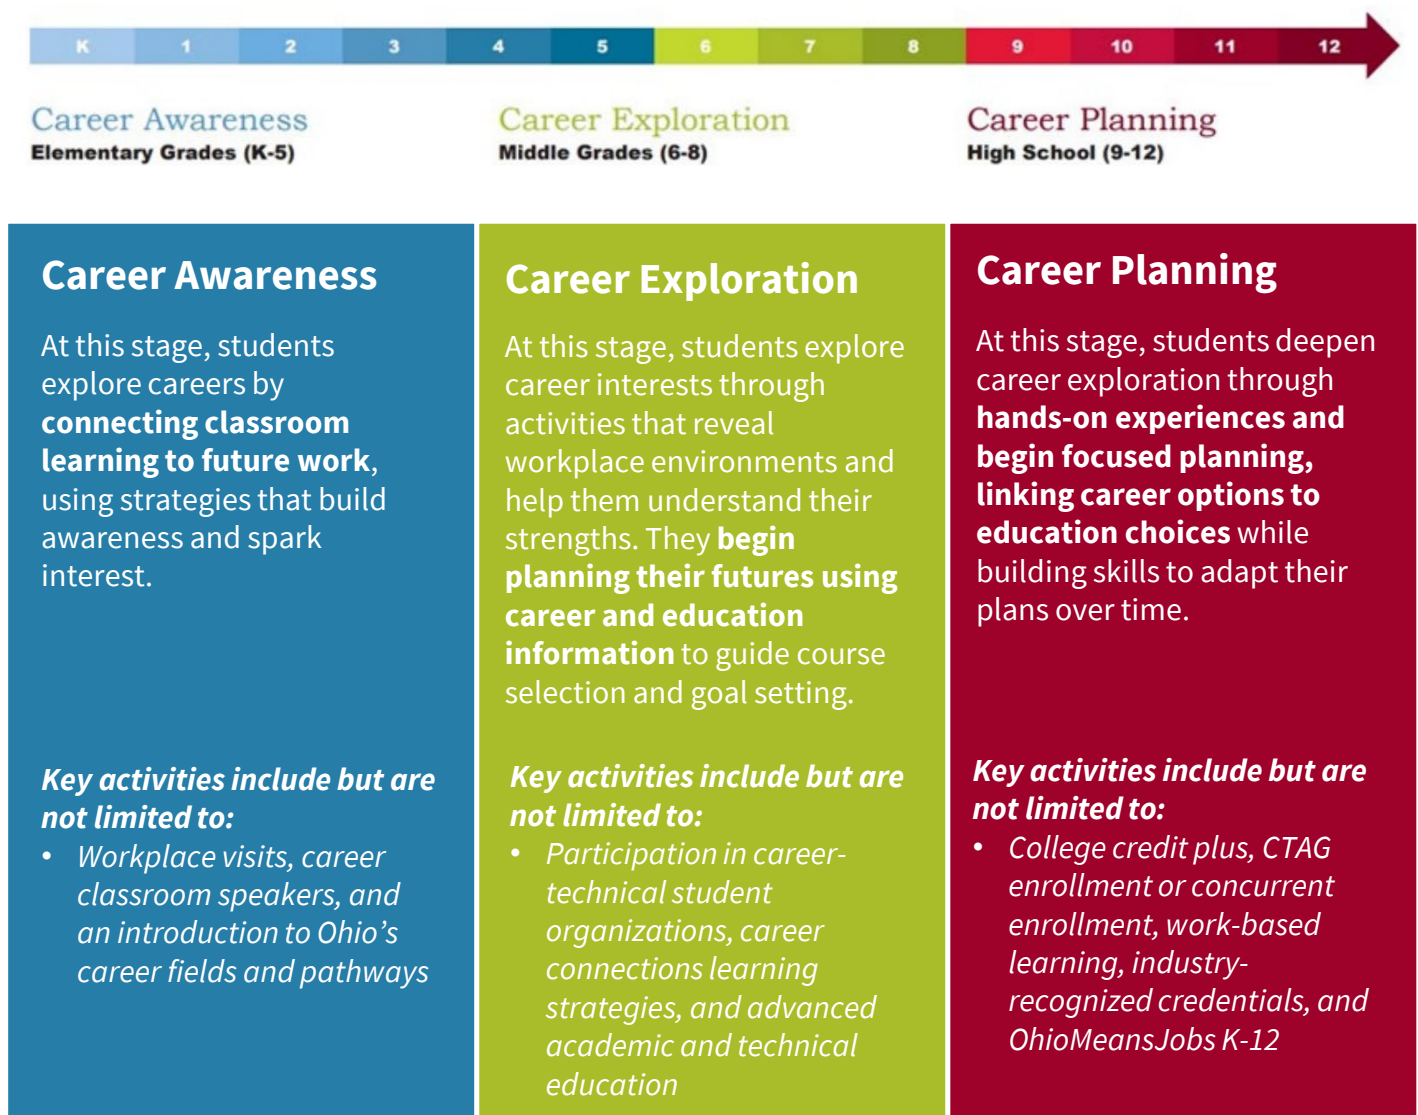 K 1 2 3 4 5 6 7 8 9 10 11 12
Career Awareness
Elementary Grades (K-5)
Career Exploration
Middle Grades (6-8)
Career Planning
High School (9-12)
Career Awareness
At this stage, students
explore careers by
connecting classroom
learning to future work,
using strategies that build
awareness and spark
interest.
Key activities include but are
not limited to:
• Workplace visits, career
classroom speakers, and
an introduction to Ohio’s
career fields and pathways
Career Exploration
At this stage, students explore
career interests through
activities that reveal
workplace environments and
help them understand their
strengths. They begin
planning their futures using
career and education
information to guide course
selection and goal setting.
Key activities include but are
not limited to:
• Participation in career-
technical student
organizations, career
connections learning
strategies, and advanced
academic and technical
education
Career Planning
At this stage, students deepen
career exploration through
hands-on experiences and
begin focused planning,
linking career options to
education choices while
building skills to adapt their
plans over time.
Key activities include but are
not limited to:
• College credit plus, CTAG
enrollment or concurrent
enrollment, work-based
learning, industry-
recognized credentials, and
OhioMeansJobs K-12